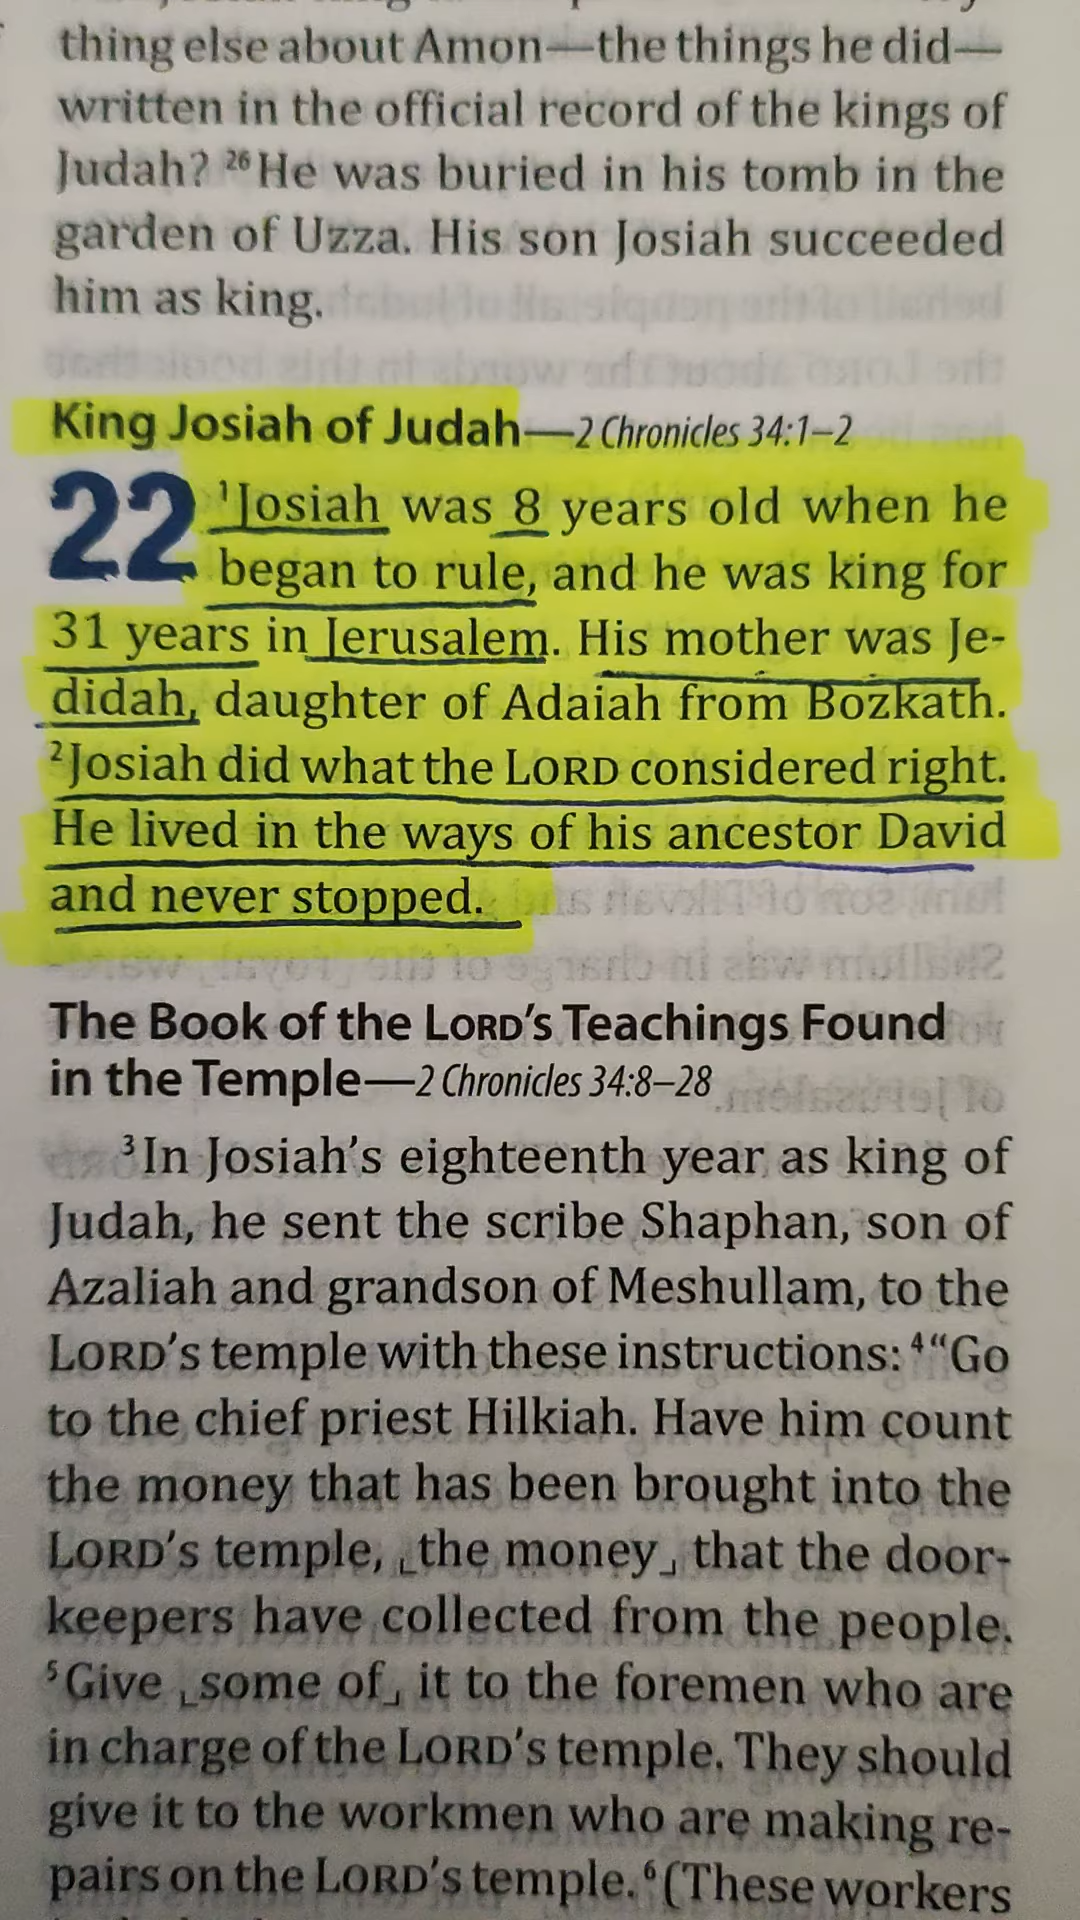 thing else about Amon—the things he did—
written in the official record of the kings of
Judah? 26 He was buried in his tomb in the
garden of Uzza. His son Josiah succeeded
him as king.
King Josiah of Judah—2 Chronicles 34:1–2
22 1 Josiah was 8 years old when he
began to rule, and he was king for
31 years in Jerusalem. His mother was Je-
didah, daughter of Adaiah from Bozkath.
2 Josiah did what the LORD considered right.
He lived in the ways of his ancestor David
and never stopped.
The Book of the LORD’s Teachings Found
in the Temple—2 Chronicles 34:8–28
3 In Josiah’s eighteenth year as king of
Judah, he sent the scribe Shaphan, son of
Azaliah and grandson of Meshullam, to the
LORD’s temple with these instructions: 4 “Go
to the chief priest Hilkiah. Have him count
the money that has been brought into the
LORD’s temple, ⌞the money⌟ that the door-
keepers have collected from the people.
5 Give ⌞some of⌟ it to the foremen who are
in charge of the LORD’s temple. They should
give it to the workmen who are making re-
pairs on the LORD’s temple. 6 (These workers